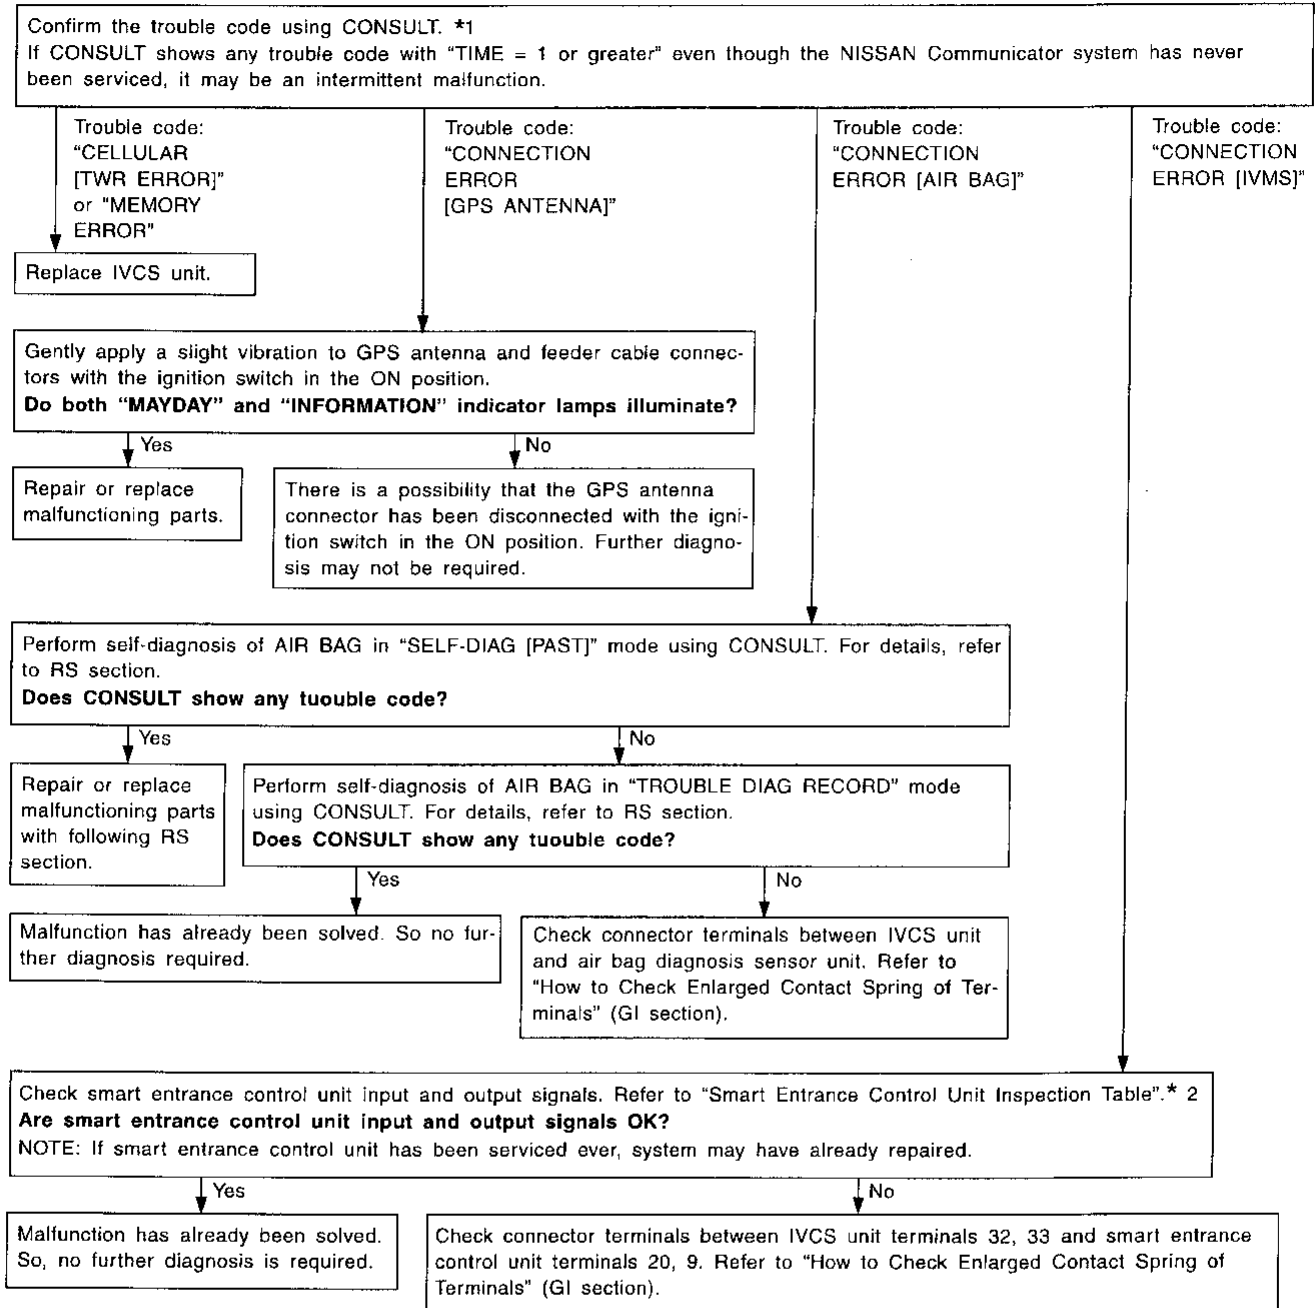 Confirm the trouble code using CONSULT. *1
If CONSULT shows any trouble code with “TIME = 1 or greater” even though the NISSAN Communicator system has never
been serviced, it may be an intermittent malfunction.
Trouble code:
“CELLULAR
[TWR ERROR]”
or “MEMORY
ERROR”
Trouble code:
“CONNECTION
ERROR
[GPS ANTENNA]”
Trouble code:
“CONNECTION
ERROR [AIR BAG]”
Trouble code:
“CONNECTION
ERROR [IVMS]”
Replace IVCS unit.
Gently apply a slight vibration to GPS antenna and feeder cable connec-
tors with the ignition switch in the ON position.
Do both “MAYDAY” and “INFORMATION” indicator lamps illuminate?
Yes
No
Repair or replace
malfunctioning parts.
There is a possibility that the GPS antenna
connector has been disconnected with the igni-
tion switch in the ON position. Further diagno-
sis may not be required.
Perform self-diagnosis of AIR BAG in “SELF-DIAG [PAST]” mode using CONSULT. For details, refer
to RS section.
Does CONSULT show any tuouble code?
Yes
No
Repair or replace
malfunctioning parts
with following RS
section.
Perform self-diagnosis of AIR BAG in “TROUBLE DIAG RECORD” mode
using CONSULT. For details, refer to RS section.
Does CONSULT show any tuouble code?
Yes
No
Malfunction has already been solved. So no fur-
ther diagnosis required.
Check connector terminals between IVCS unit
and air bag diagnosis sensor unit. Refer to
“How to Check Enlarged Contact Spring of Ter-
minals” (GI section).
Check smart entrance control unit input and output signals. Refer to “Smart Entrance Control Unit Inspection Table”.* 2
Are smart entrance control unit input and output signals OK?
NOTE: If smart entrance control unit has been serviced ever, system may have already repaired.
Yes
No
Malfunction has already been solved.
So, no further diagnosis is required.
Check connector terminals between IVCS unit terminals 32, 33 and smart entrance
control unit terminals 20, 9. Refer to “How to Check Enlarged Contact Spring of
Terminals” (GI section).